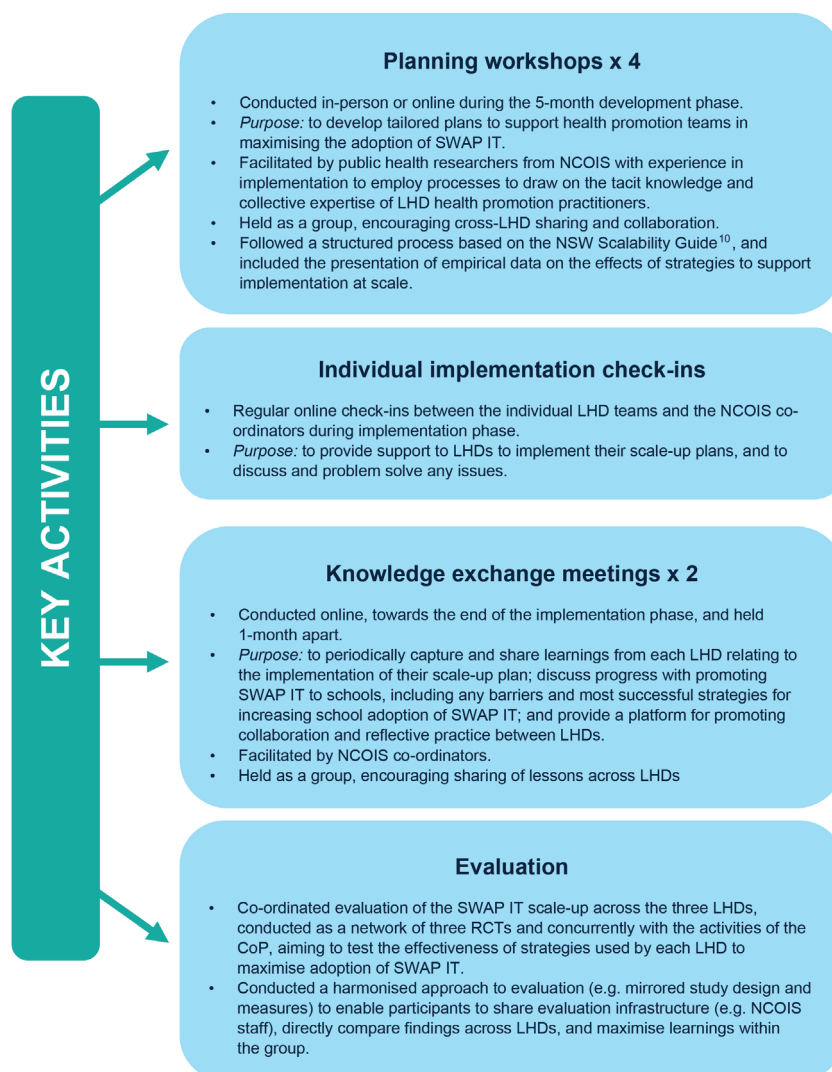 KEY ACTIVITIES
Planning workshops x 4
• Conducted in-person or online during the 5-month development phase.
• Purpose: to develop tailored plans to support health promotion teams in
maximising the adoption of SWAP IT.
• Facilitated by public health researchers from NCOIS with experience in
implementation to employ processes to draw on the tacit knowledge and
collective expertise of LHD health promotion practitioners.
• Held as a group, encouraging cross-LHD sharing and collaboration.
• Followed a structured process based on the NSW Scalability Guide¹⁰, and
included the presentation of empirical data on the effects of strategies to support
implementation at scale.
Individual implementation check-ins
• Regular online check-ins between the individual LHD teams and the NCOIS co-
ordinators during implementation phase.
• Purpose: to provide support to LHDs to implement their scale-up plans, and to
discuss and problem solve any issues.
Knowledge exchange meetings x 2
• Conducted online, towards the end of the implementation phase, and held
1-month apart.
• Purpose: to periodically capture and share learnings from each LHD relating to
the implementation of their scale-up plan; discuss progress with promoting
SWAP IT to schools, including any barriers and most successful strategies for
increasing school adoption of SWAP IT; and provide a platform for promoting
collaboration and reflective practice between LHDs.
• Facilitated by NCOIS co-ordinators.
• Held as a group, encouraging sharing of lessons across LHDs
Evaluation
• Co-ordinated evaluation of the SWAP IT scale-up across the three LHDs,
conducted as a network of three RCTs and concurrently with the activities of the
CoP, aiming to test the effectiveness of strategies used by each LHD to
maximise adoption of SWAP IT.
• Conducted a harmonised approach to evaluation (e.g. mirrored study design and
measures) to enable participants to share evaluation infrastructure (e.g. NCOIS
staff), directly compare findings across LHDs, and maximise learnings within
the group.